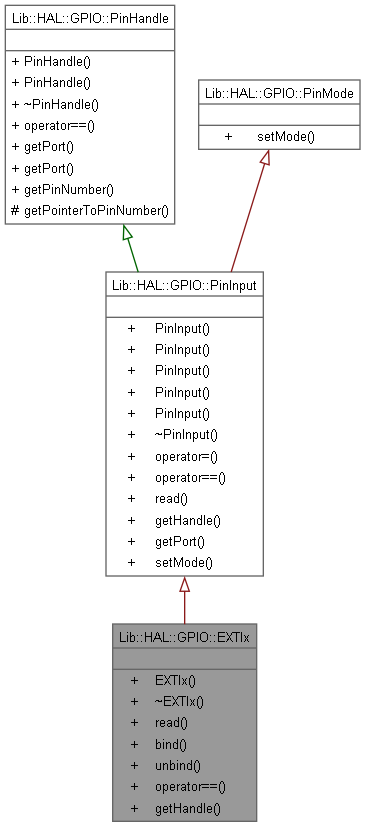 Lib::HAL::GPIO::PinHandle
+ PinHandle()
+ PinHandle()
+ ~PinHandle()
+ operator==()
+ getPort()
+ getPort()
+ getPinNumber()
# getPointerToPinNumber()
Lib::HAL::GPIO::PinMode
+ setMode()
Lib::HAL::GPIO::PinInput
+ PinInput()
+ PinInput()
+ PinInput()
+ PinInput()
+ PinInput()
+ ~PinInput()
+ operator=()
+ operator==()
+ read()
+ getHandle()
+ getPort()
+ setMode()
Lib::HAL::GPIO::EXTIx
+ EXTIx()
+ ~EXTIx()
+ read()
+ bind()
+ unbind()
+ operator==()
+ getHandle()